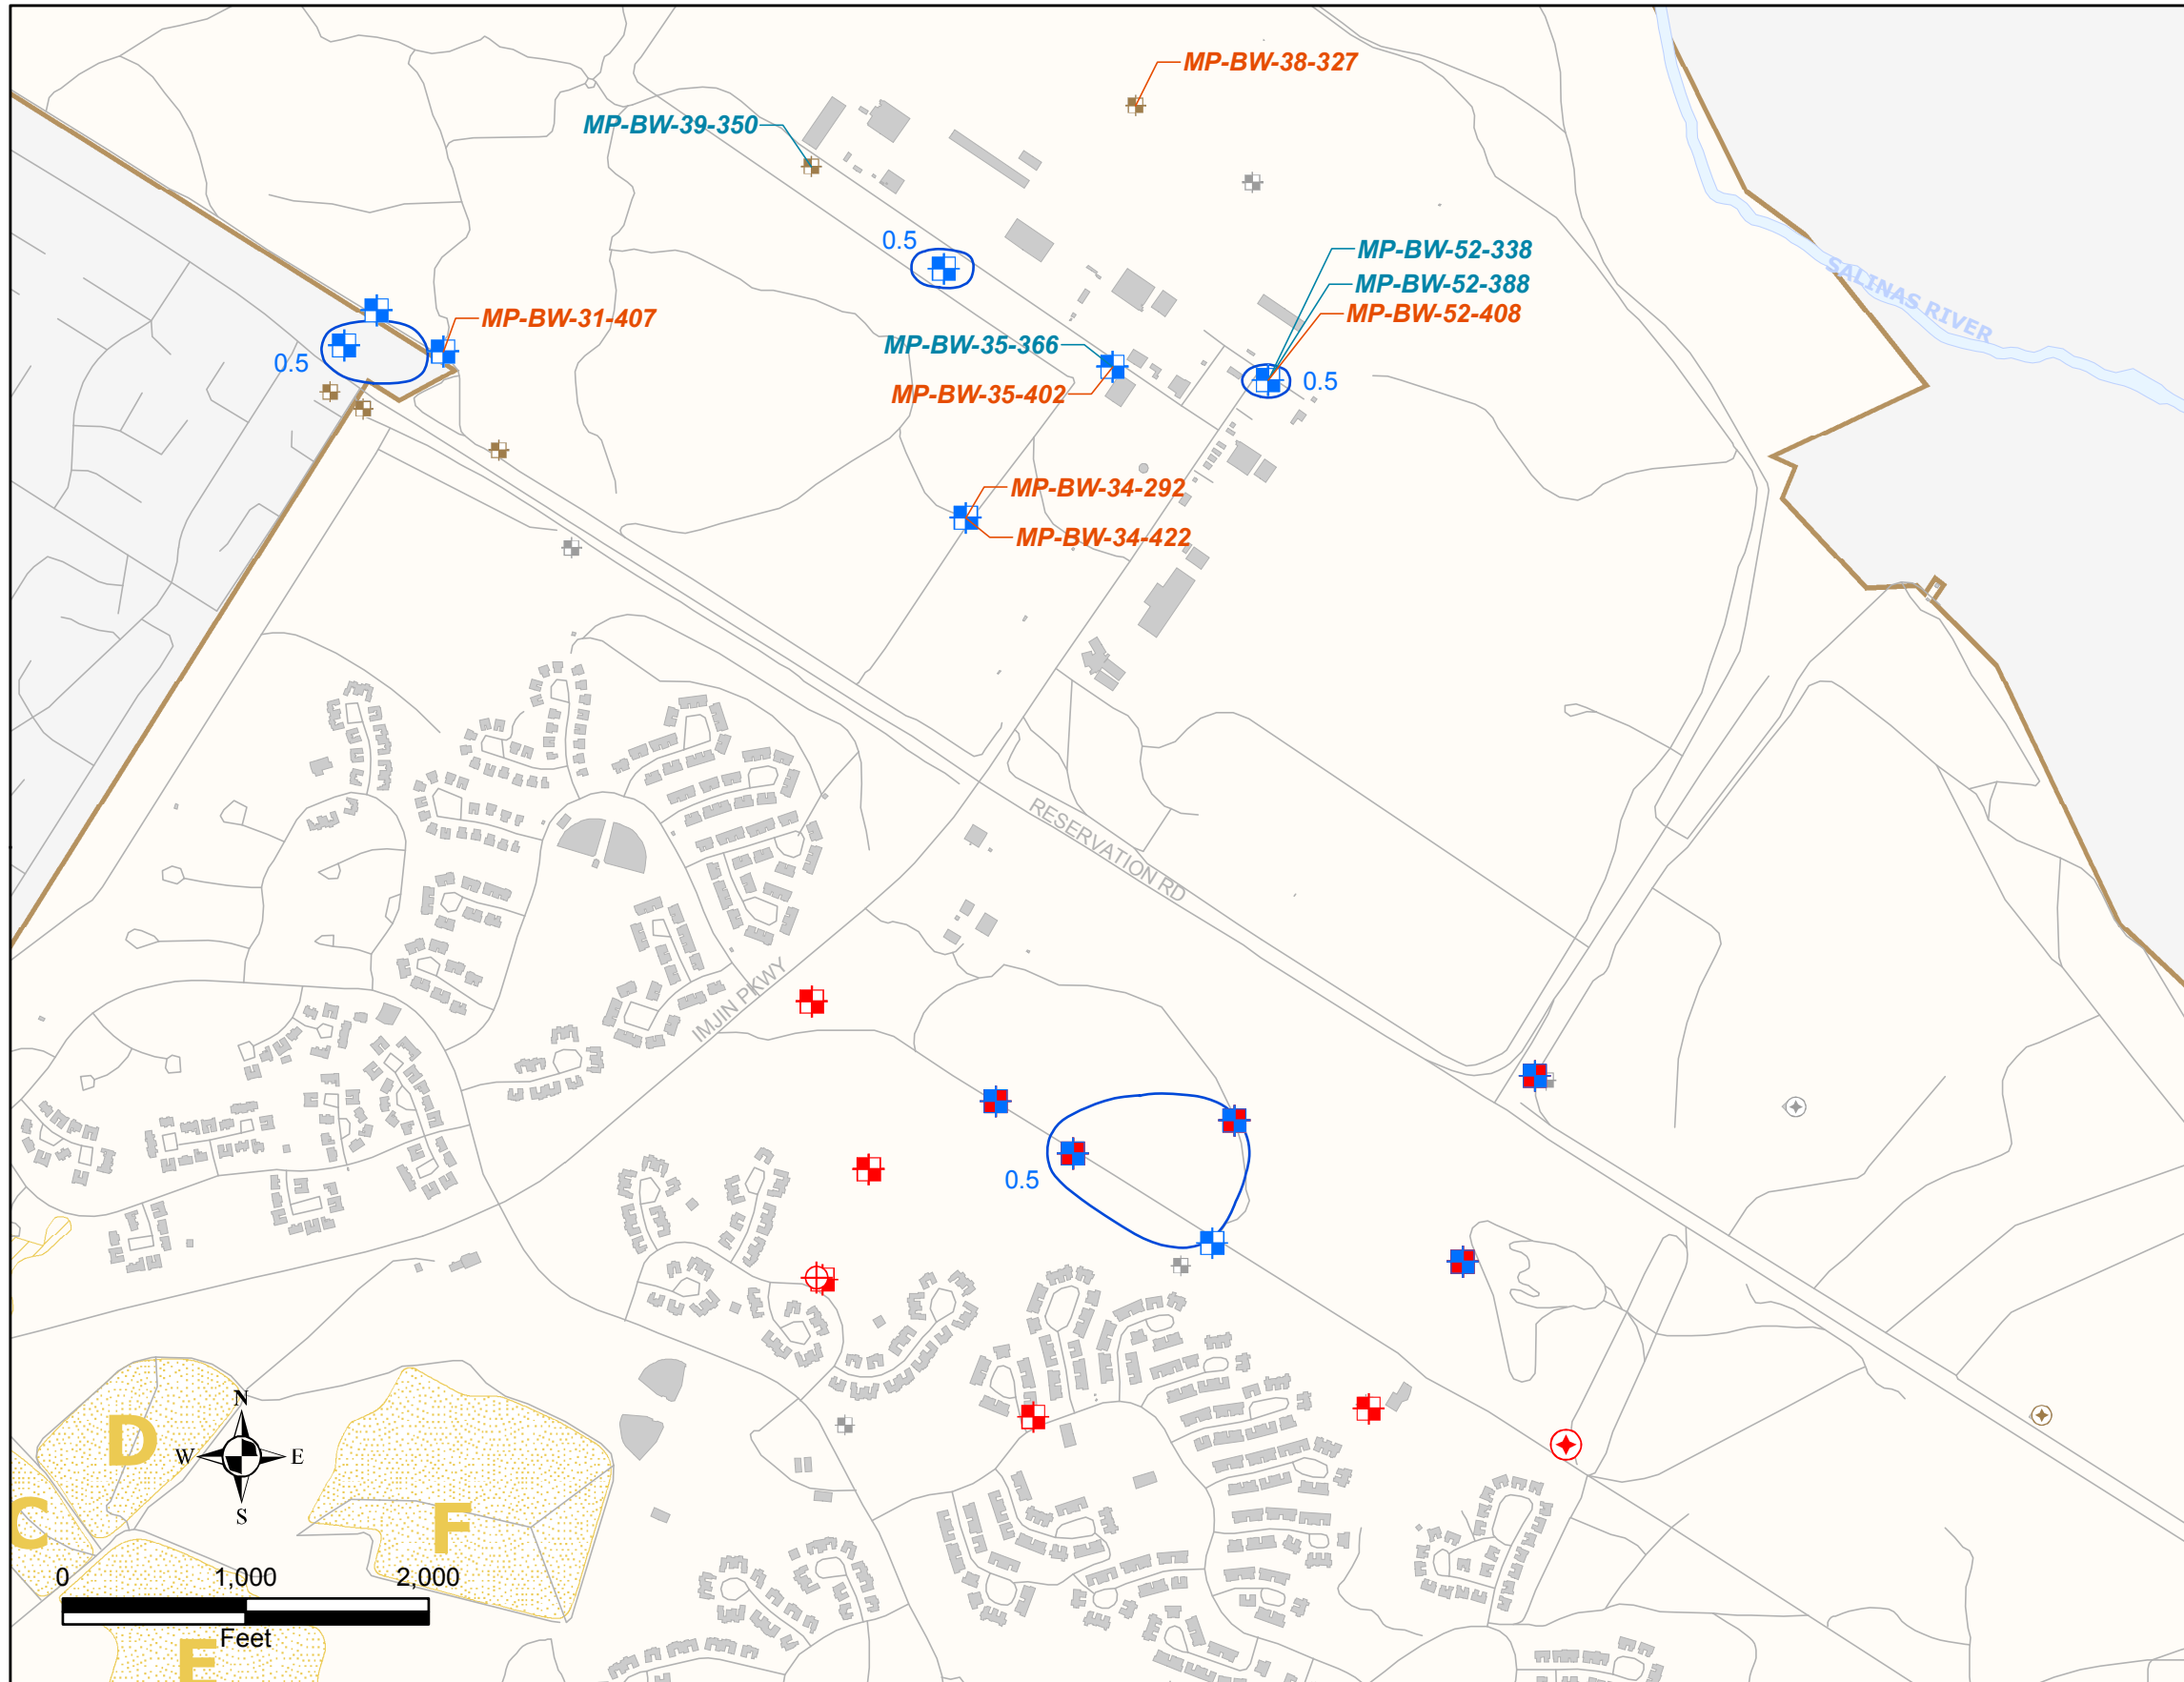 MP-BW-38-327
MP-BW-39-350
0.5
MP-BW-52-338
MP-BW-52-388
MP-BW-52-408
SALINAS RIVER
MP-BW-31-407
0.5
MP-BW-35-366
MP-BW-35-402
0.5
MP-BW-34-292
MP-BW-34-422
RESERVATION RD
IMJIN PKWY
0.5
N
W E
S
D
C
F
E
0 1,000 2,000
Feet